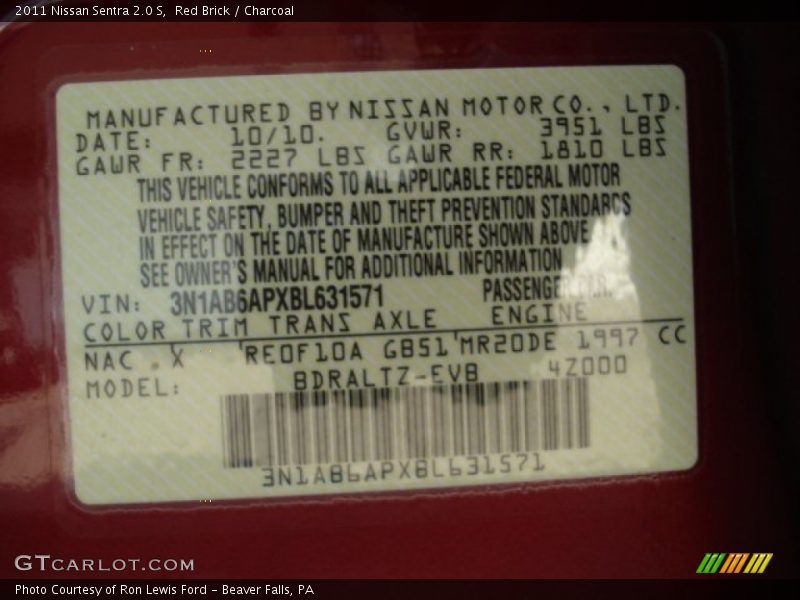 2011 Nissan Sentra 2.0 S,  Red Brick / Charcoal
MANUFACTURED BY NISSAN MOTOR CO., LTD.
DATE: 10/10. GVWR: 3951 LBS
GAWR FR: 2227 LBS GAWR RR: 1810 LBS
THIS VEHICLE CONFORMS TO ALL APPLICABLE FEDERAL MOTOR
VEHICLE SAFETY, BUMPER AND THEFT PREVENTION STANDARDS
IN EFFECT ON THE DATE OF MANUFACTURE SHOWN ABOVE
SEE OWNER'S MANUAL FOR ADDITIONAL INFORMATION
VIN: 3N1AB6APXBL631571 PASSENGER CAR
COLOR TRIM TRANS AXLE ENGINE
NAC . X 'RE0F10A GB51'MR20DE 1997 CC
MODEL: BDRALTZ-EVB 4Z000
3N1AB6APXBL631571
GTCARLOT.COM
Photo Courtesy of Ron Lewis Ford - Beaver Falls, PA